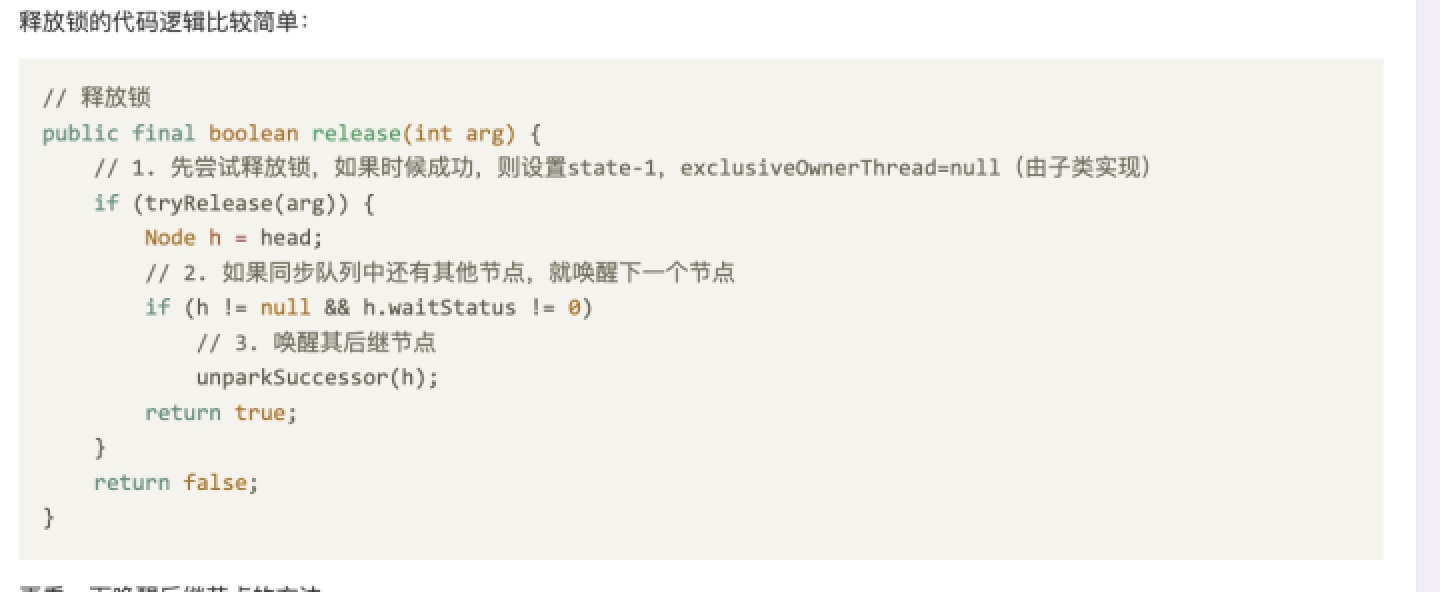 释放锁的代码逻辑比较简单：
// 释放锁
public final boolean release(int arg) {
    // 1. 先尝试释放锁，如果时候成功，则设置state-1，exclusiveOwnerThread=null（由子类实现）
    if (tryRelease(arg)) {
        Node h = head;
        // 2. 如果同步队列中还有其他节点，就唤醒下一个节点
        if (h != null && h.waitStatus != 0)
            // 3. 唤醒其后继节点
            unparkSuccessor(h);
        return true;
    }
    return false;
}